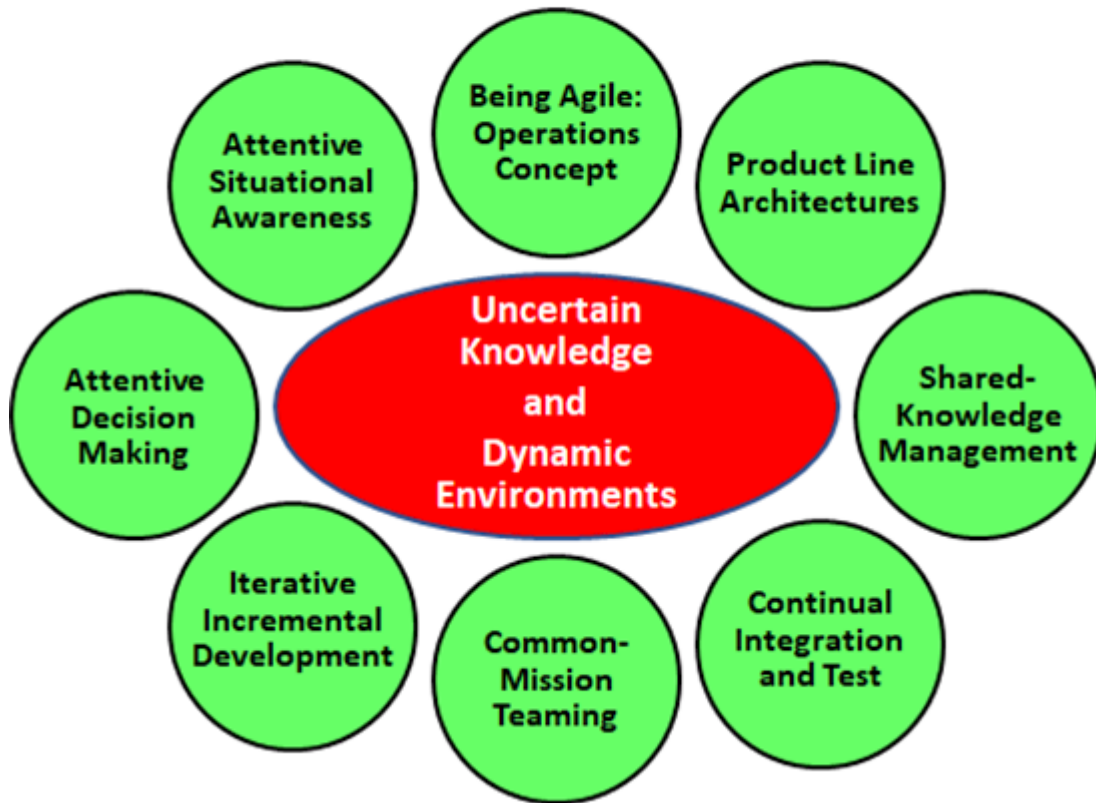 Being Agile:
Operations
Concept
Product Line
Architectures
Shared-
Knowledge
Management
Continual
Integration
and Test
Common-
Mission
Teaming
Iterative
Incremental
Development
Attentive
Decision
Making
Attentive
Situational
Awareness
Uncertain
Knowledge
and
Dynamic
Environments